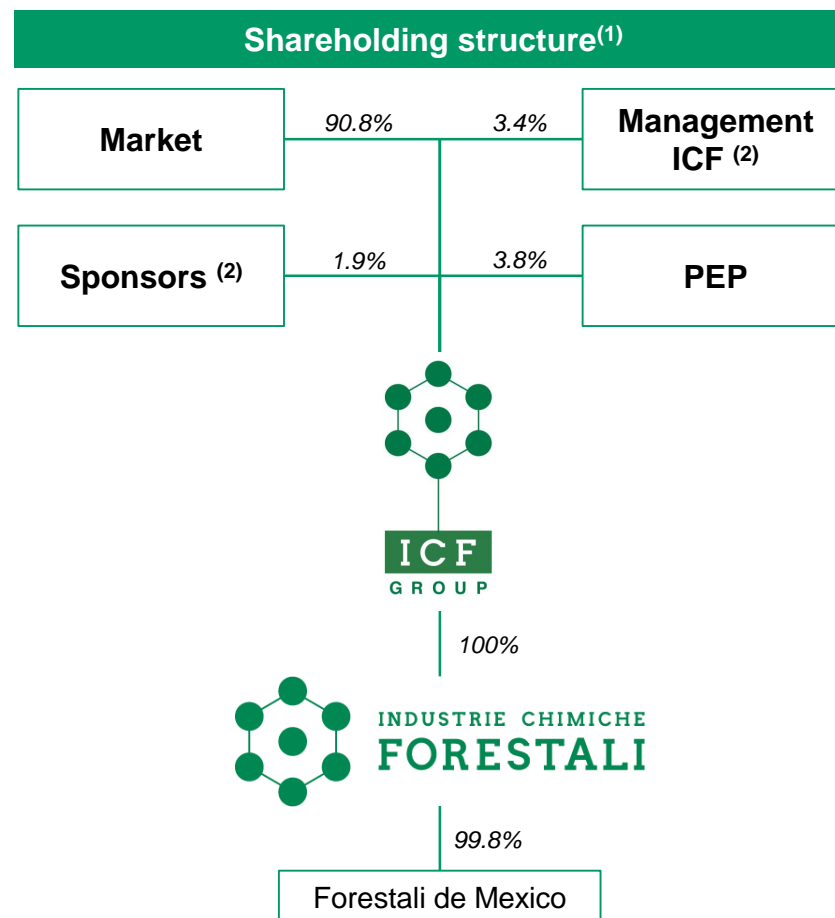 Shareholding structure(1)
Market
90.8%
3.4%
Management
ICF (2)
Sponsors (2)
1.9%
3.8%
PEP
ICF
GROUP
100%
INDUSTRIE CHIMICHE
FORESTALI
99.8%
Forestali de Mexico